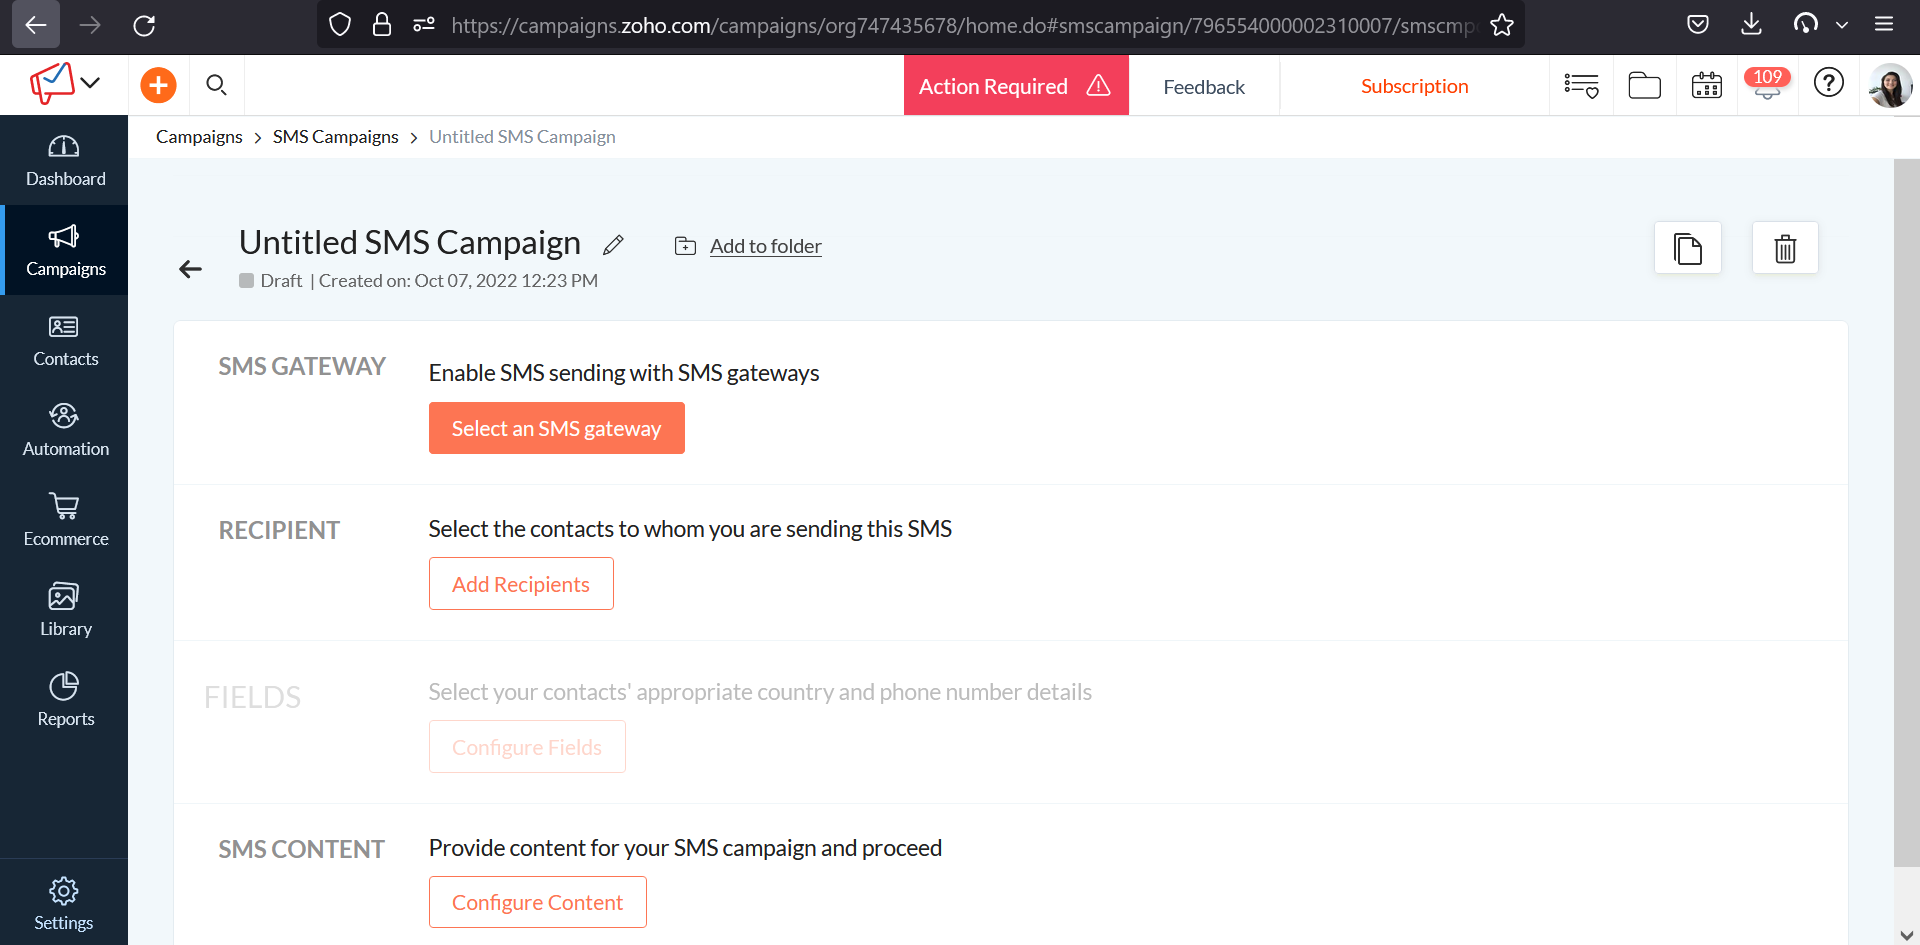 https://campaigns.zoho.com/campaigns/org747435678/home.do#smscampaign/796554000002310007/smscmp
Action Required
Feedback
Subscription
109
Campaigns > SMS Campaigns > Untitled SMS Campaign
Dashboard
Campaigns
Contacts
Automation
Ecommerce
Library
Reports
Settings
Untitled SMS Campaign
Add to folder
Draft | Created on: Oct 07, 2022 12:23 PM
SMS GATEWAY
Enable SMS sending with SMS gateways
Select an SMS gateway
RECIPIENT
Select the contacts to whom you are sending this SMS
Add Recipients
FIELDS
Select your contacts' appropriate country and phone number details
Configure Fields
SMS CONTENT
Provide content for your SMS campaign and proceed
Configure Content